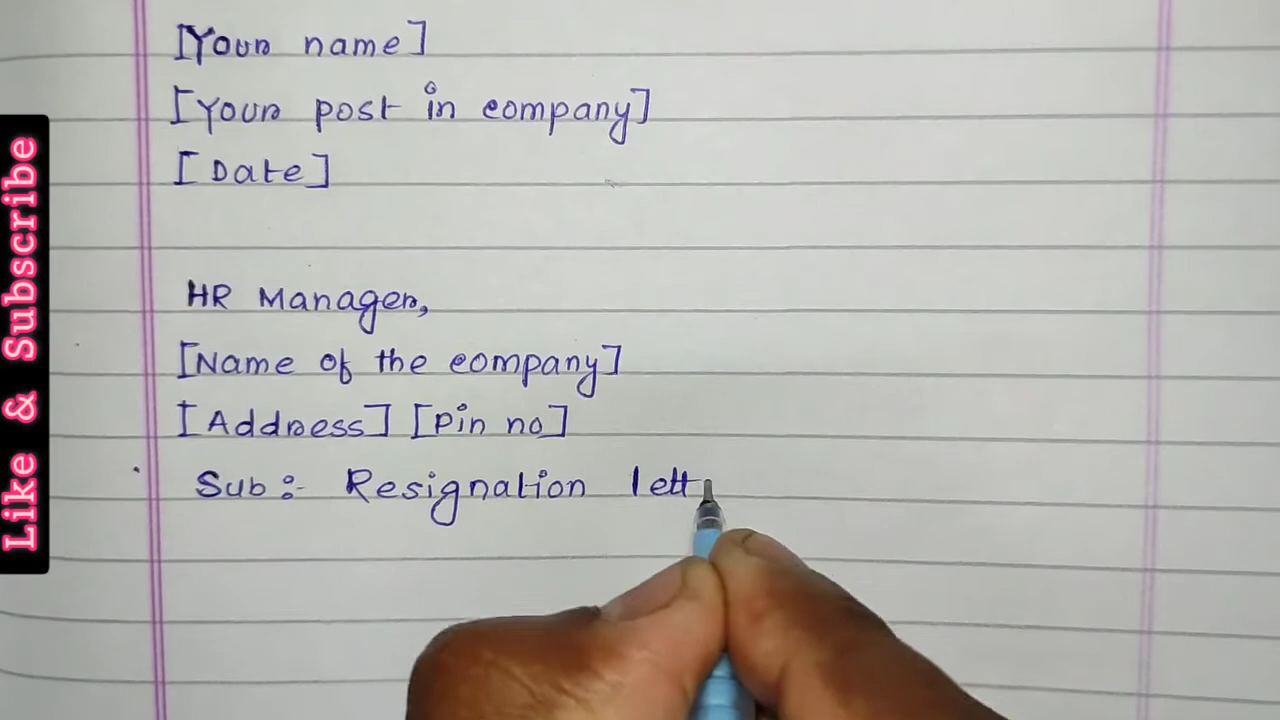 [Your name]
[Your post in company]
[Date]
HR Manager,
[Name of the company]
[Address] [Pin no]
Sub:- Resignation lett
Like & Subscribe